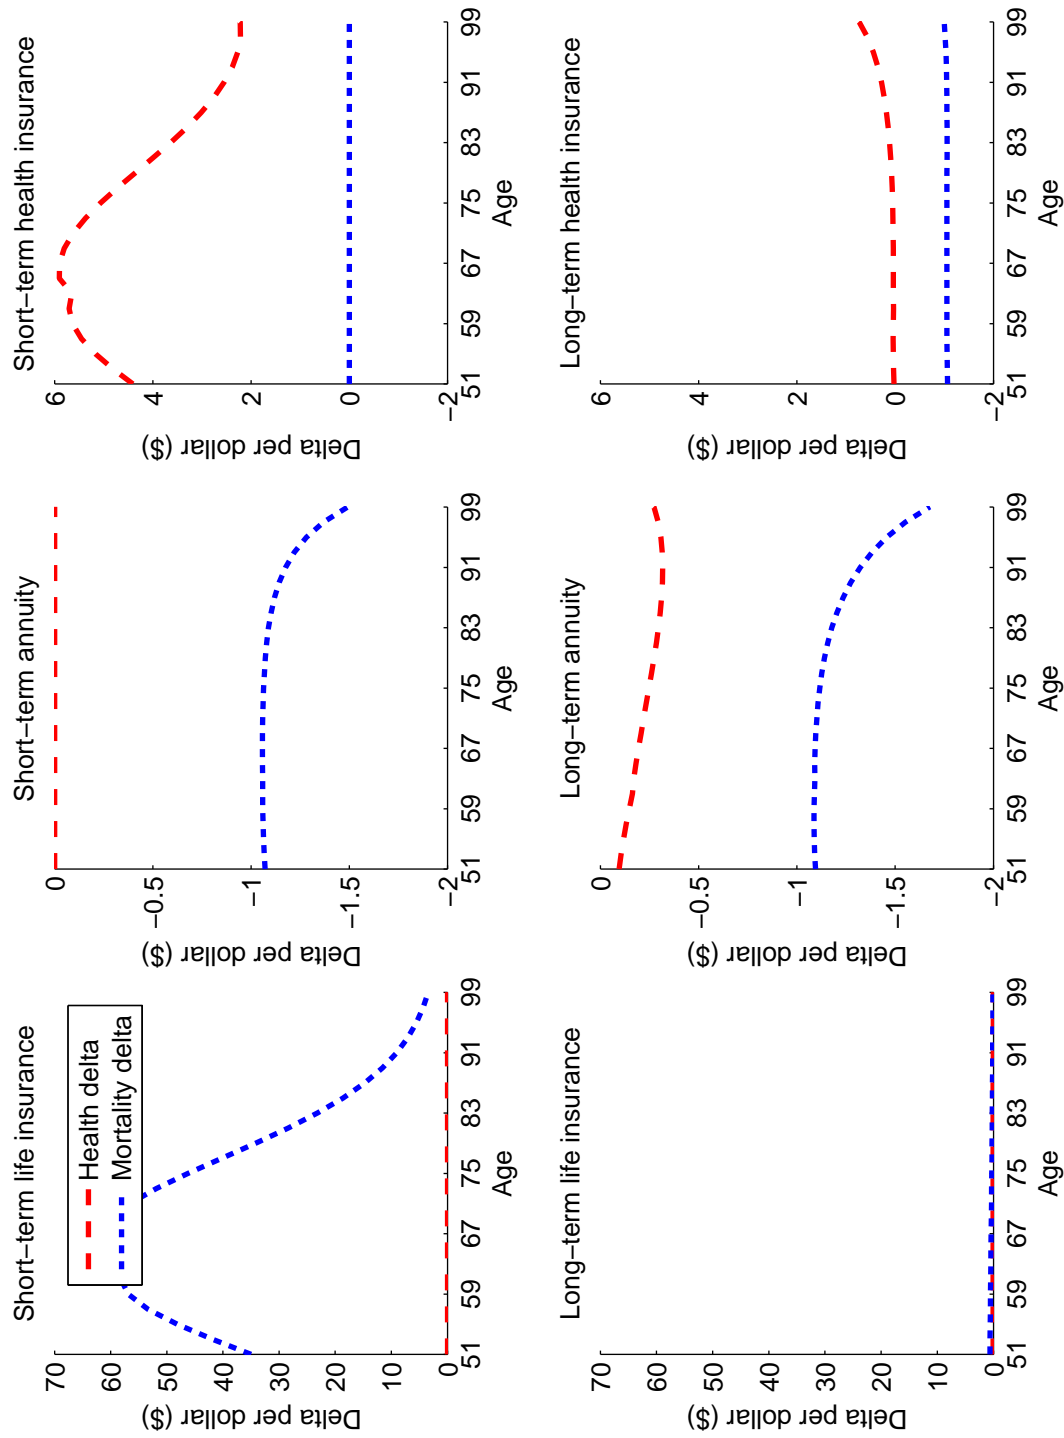 Short−term life insurance
Delta per dollar ($)
70
60
50
40
30
20
10
0
51 59 67 75 83 91 99
Age
Health delta
Mortality delta
Short−term annuity
Delta per dollar ($)
0
−0.5
−1
−1.5
−2
51 59 67 75 83 91 99
Age
Short−term health insurance
Delta per dollar ($)
6
4
2
0
−2
51 59 67 75 83 91 99
Age
Long−term life insurance
Delta per dollar ($)
70
60
50
40
30
20
10
0
51 59 67 75 83 91 99
Age
Long−term annuity
Delta per dollar ($)
0
−0.5
−1
−1.5
−2
51 59 67 75 83 91 99
Age
Long−term health insurance
Delta per dollar ($)
6
4
2
0
−2
51 59 67 75 83 91 99
Age